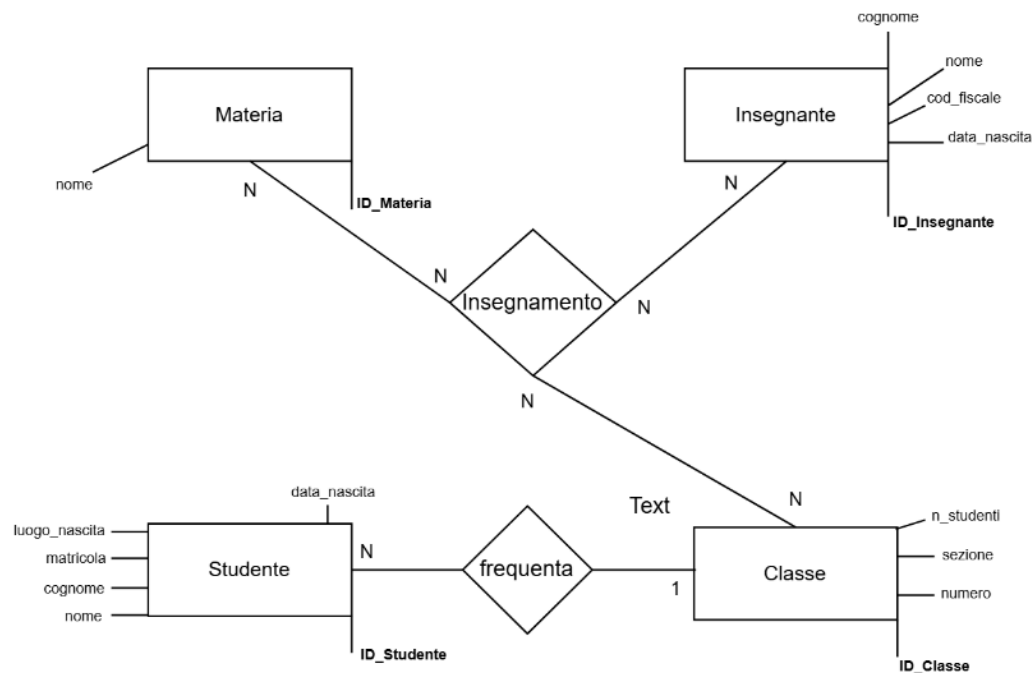 cognome
nome
Materia
Insegnante
cod_fiscale
data_nascita
nome
N
N
ID_Materia
ID_Insegnante
N
Insegnamento
N
N
data_nascita
Text
N
n_studenti
luogo_nascita
N
matricola
Studente
frequenta
Classe
sezione
cognome
1
numero
nome
ID_Studente
ID_Classe